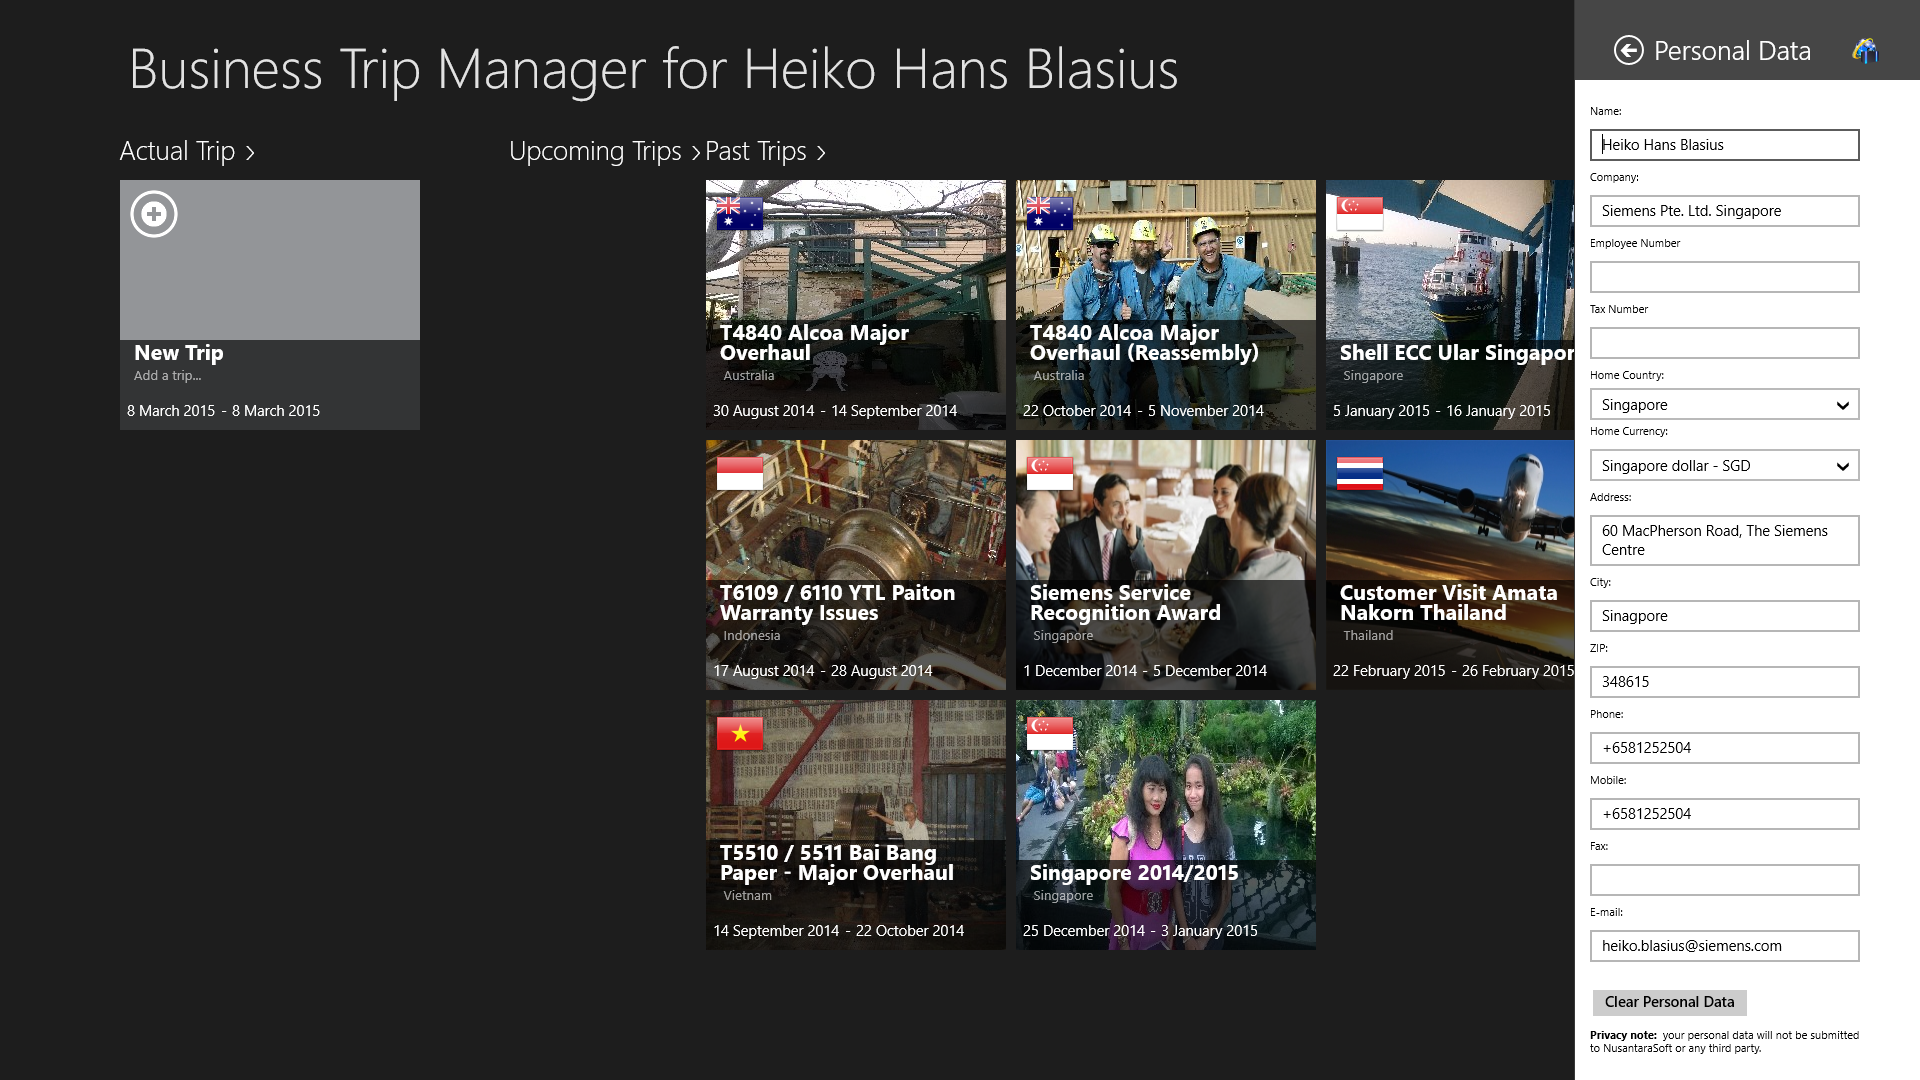 Business Trip Manager for Heiko Hans Blasius
Actual Trip
New Trip
Add a trip...
8 March 2015 - 8 March 2015
Upcoming Trips
Past Trips
T4840 Alcoa Major
Overhaul
Australia
30 August 2014 - 14 September 2014
T4840 Alcoa Major
Overhaul (Reassembly)
Australia
22 October 2014 - 5 November 2014
Shell ECC Ular Singapor
Singapore
5 January 2015 - 16 January 2015
T6109 / 6110 YTL Paiton
Warranty Issues
Indonesia
17 August 2014 - 28 August 2014
Siemens Service
Recognition Award
Singapore
1 December 2014 - 5 December 2014
Customer Visit Amata
Nakorn Thailand
Thailand
22 February 2015 - 26 February 2015
T5510 / 5511 Bai Bang
Paper - Major Overhaul
Vietnam
14 September 2014 - 22 October 2014
Singapore 2014/2015
Singapore
25 December 2014 - 3 January 2015
Personal Data
Name:
Heiko Hans Blasius
Company:
Siemens Pte. Ltd. Singapore
Employee Number
Tax Number
Home Country:
Singapore
Home Currency:
Singapore dollar - SGD
Address:
60 MacPherson Road, The Siemens
Centre
City:
Sinagpore
ZIP:
348615
Phone:
+6581252504
Mobile:
+6581252504
Fax:
E-mail:
heiko.blasius@siemens.com
Clear Personal Data
Privacy note: your personal data will not be submitted
to NusantaraSoft or any third party.